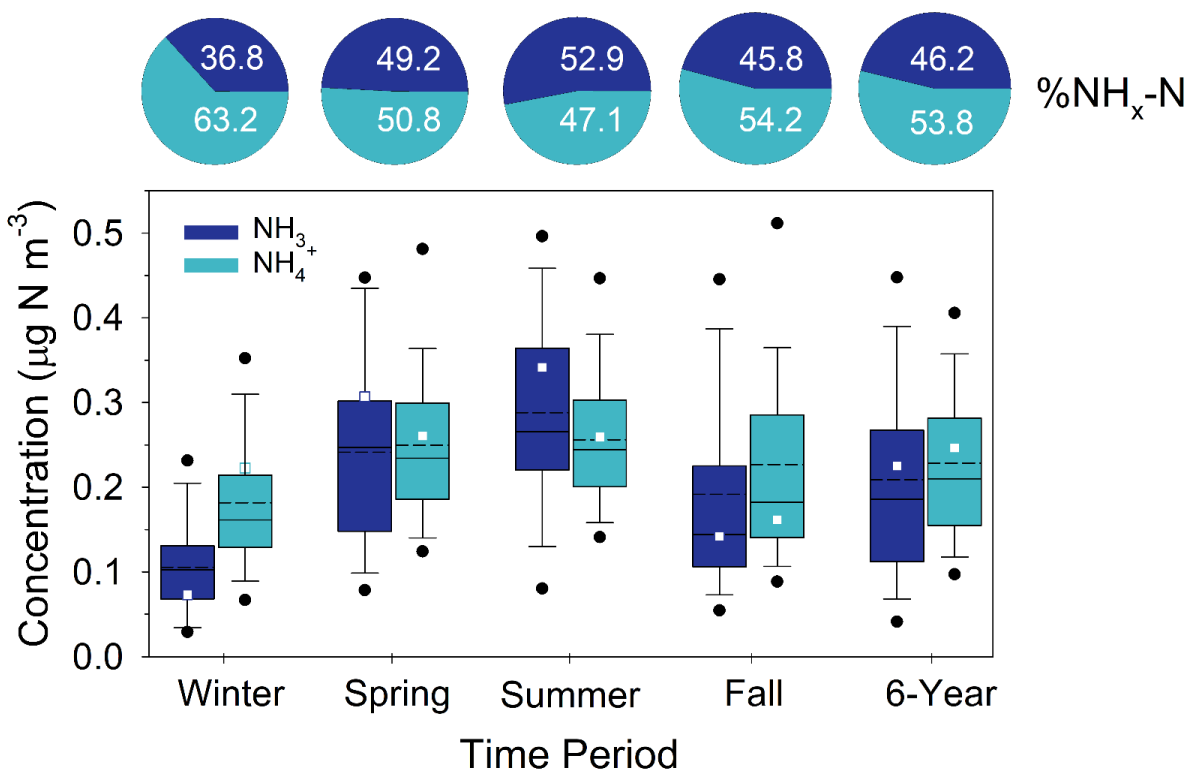 36.8 49.2 52.9 45.8 46.2
63.2 50.8 47.1 54.2 53.8
%NHₓ-N
Concentration (μg N m⁻³)
0.5
0.4
0.3
0.2
0.1
0.0
NH₃
NH₄⁺
Winter Spring Summer Fall 6-Year
Time Period